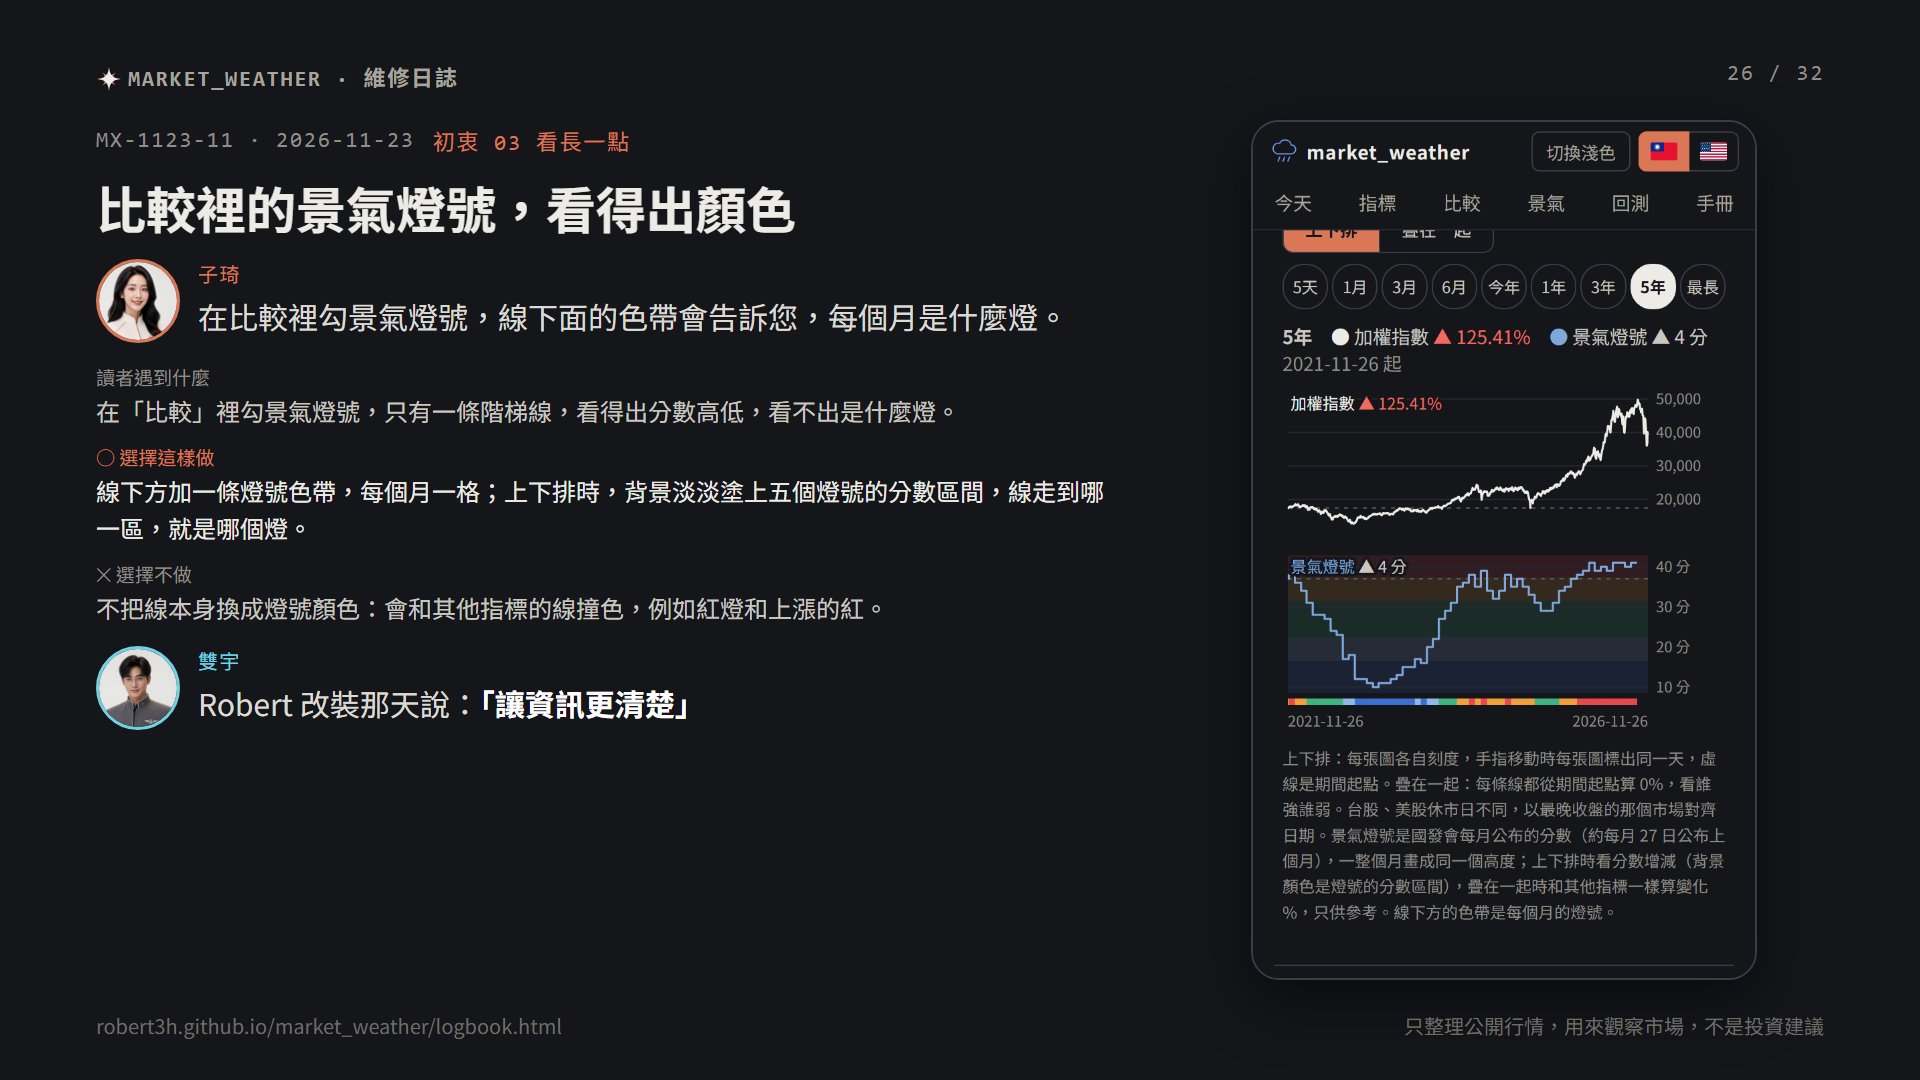 MARKET_WEATHER · 維修日誌
26 / 32
MX-1123-11 · 2026-11-23 初衷 03 看長一點
比較裡的景氣燈號，看得出顏色
子琦
在比較裡勾景氣燈號，線下面的色帶會告訴您，每個月是什麼燈。
讀者遇到什麼
在「比較」裡勾景氣燈號，只有一條階梯線，看得出分數高低，看不出是什麼燈。
○ 選擇這樣做
線下方加一條燈號色帶，每個月一格；上下排時，背景淡淡塗上五個燈號的分數區間，線走到哪
一區，就是哪個燈。
× 選擇不做
不把線本身換成燈號顏色：會和其他指標的線撞色，例如紅燈和上漲的紅。
雙宇
Robert 改裝那天說：「讓資訊更清楚」
market_weather
切換淺色
今天 指標 比較 景氣 回測 手冊
上下排 疊在一起
5天 1月 3月 6月 今年 1年 3年 5年 最長
5年 加權指數 ▲ 125.41% 景氣燈號 ▲ 4 分
2021-11-26 起
加權指數 ▲ 125.41%
50,000
40,000
30,000
20,000
景氣燈號 ▲ 4 分
40 分
30 分
20 分
10 分
2021-11-26 2026-11-26
上下排：每張圖各自刻度，手指移動時每張圖標出同一天，虛
線是期間起點。疊在一起：每條線都從期間起點算 0%，看誰
強誰弱。台股、美股休市日不同，以最晚收盤的那個市場對齊
日期。景氣燈號是國發會每月公布的分數（約每月 27 日公布上
個月），一整個月畫成同一個高度；上下排時看分數增減（背景
顏色是燈號的分數區間），疊在一起時和其他指標一樣算變化
%，只供參考。線下方的色帶是每個月的燈號。
robert3h.github.io/market_weather/logbook.html
只整理公開行情，用來觀察市場，不是投資建議